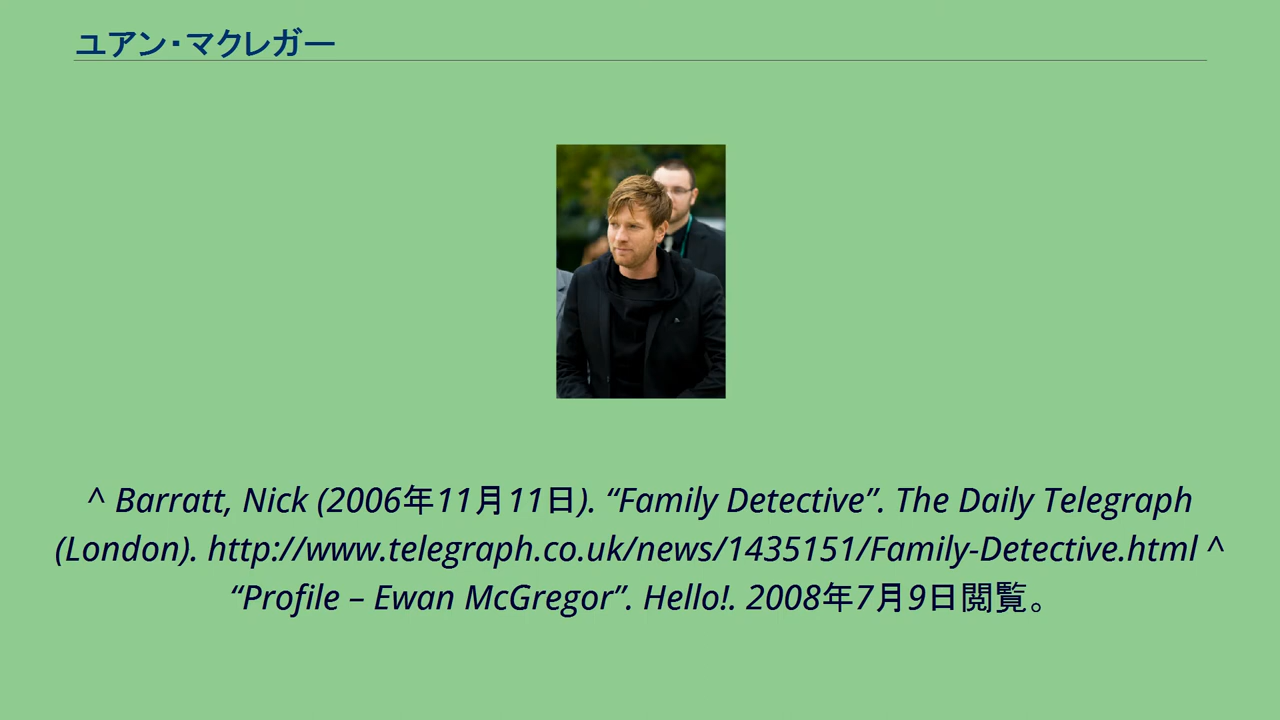 ユアン・マクレガー
^ Barratt, Nick (2006年11月11日). “Family Detective”. The Daily Telegraph
(London). http://www.telegraph.co.uk/news/1435151/Family-Detective.html ^
“Profile – Ewan McGregor”. Hello!. 2008年7月9日閲覧。